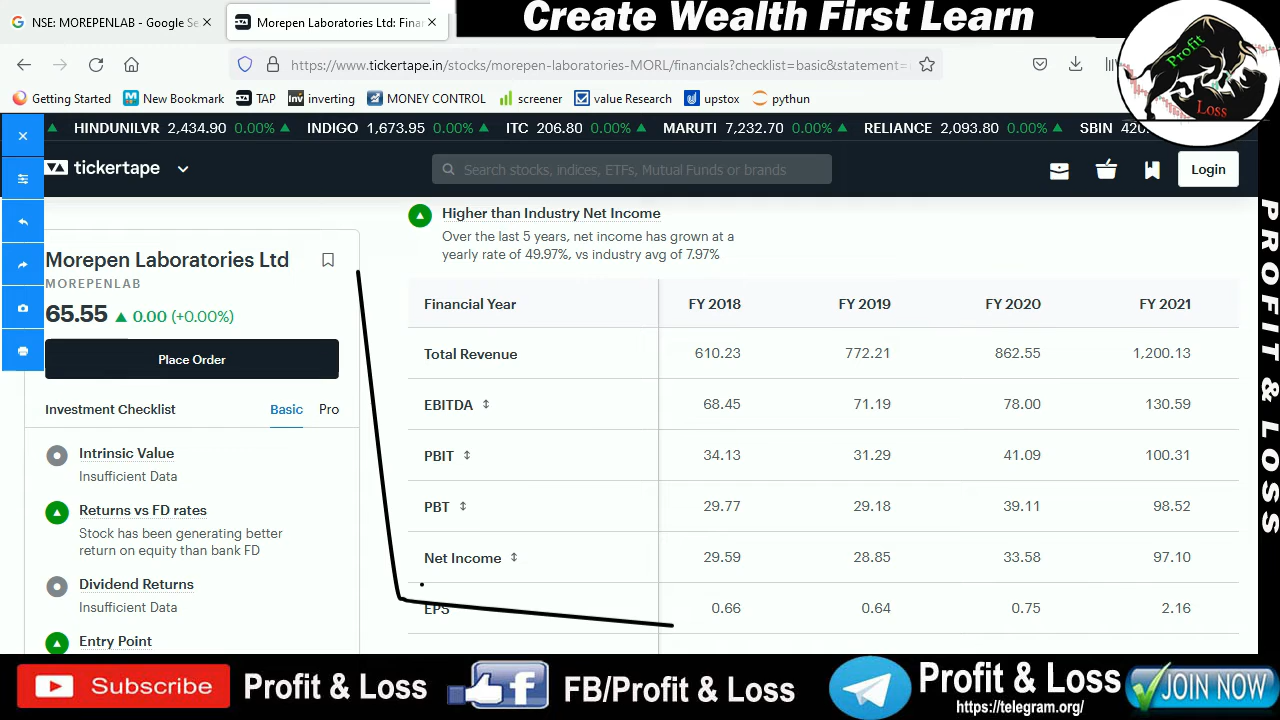 Create Wealth First Learn
NSE: MOREPENLAB - Google Se
Morepen Laboratories Ltd: Finan
https://www.tickertape.in/stocks/morepen-laboratories-MORL/financials?checklist=basic&statement=
Getting Started New Bookmark TAP inverting MONEYCONTROL screener value Research upstox python
Profit
Loss
HINDUNILVR 2,434.90 0.00% INDIGO 1,673.95 0.00% ITC 206.80 0.00% MARUTI 7,232.70 0.00% RELIANCE 2,093.80 0.00% SBIN 420
tickertape
Search stocks, indices, ETFs, Mutual Funds or brands
Login
Morepen Laboratories Ltd
MOREPENLAB
65.55 0.00 (+0.00%)
Place Order
Investment Checklist Basic Pro
Intrinsic Value
Insufficient Data
Returns vs FD rates
Stock has been generating better
return on equity than bank FD
Dividend Returns
Insufficient Data
Entry Point
Higher than Industry Net Income
Over the last 5 years, net income has grown at a
yearly rate of 49.97%, vs industry avg of 7.97%
Financial Year FY 2018 FY 2019 FY 2020 FY 2021
Total Revenue 610.23 772.21 862.55 1,200.13
EBITDA 68.45 71.19 78.00 130.59
PBIT 34.13 31.29 41.09 100.31
PBT 29.77 29.18 39.11 98.52
Net Income 29.59 28.85 33.58 97.10
EPS 0.66 0.64 0.75 2.16
PROFIT & LOSS
Subscribe Profit & Loss
FB/Profit & Loss
Profit & Loss
https://telegram.org/
JOIN NOW